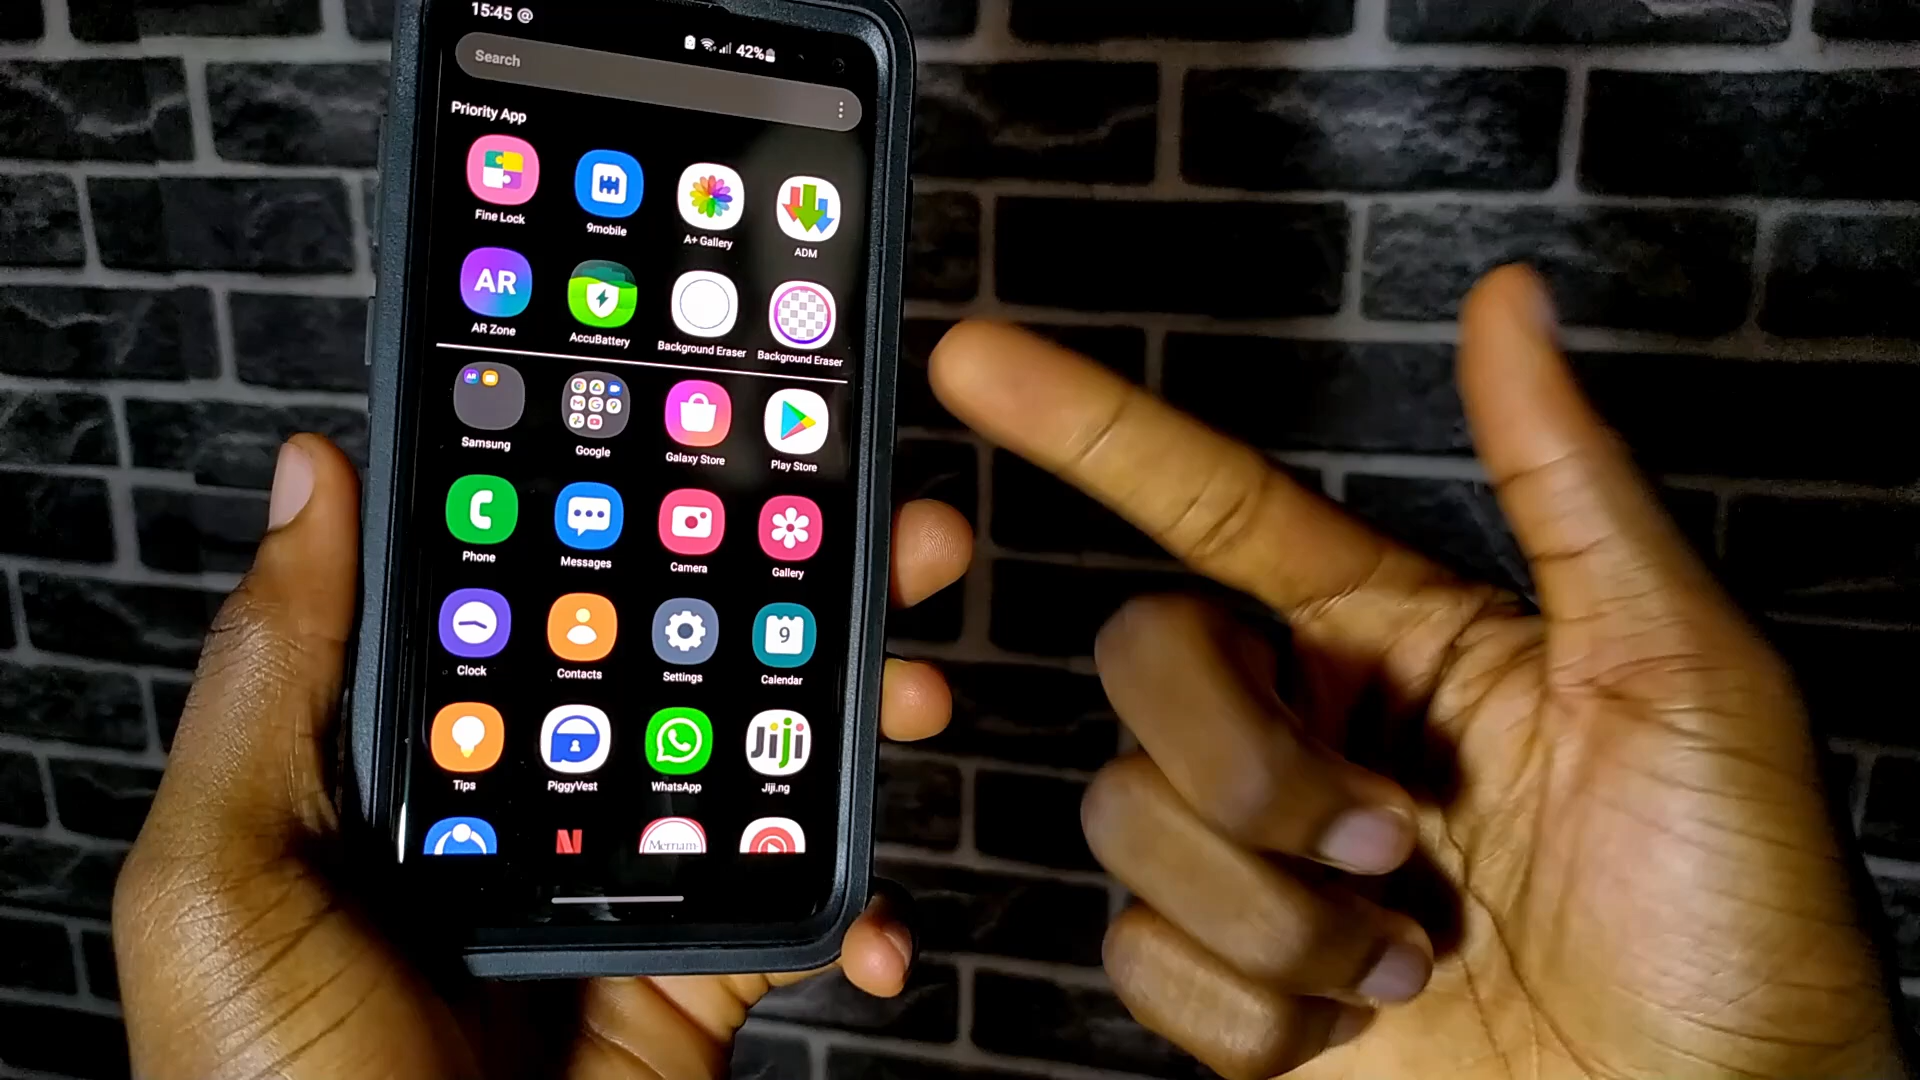 15:45 @
42%
Search
Priority App
Fine Lock
9mobile
A+ Gallery
ADM
AR
AR Zone
AccuBattery
Background Eraser
Background Eraser
Samsung
Google
Galaxy Store
Play Store
Phone
Messages
Camera
Gallery
9
Clock
Contacts
Settings
Calendar
Jiji
Tips
PiggyVest
WhatsApp
Jiji.ng
N
Merriam